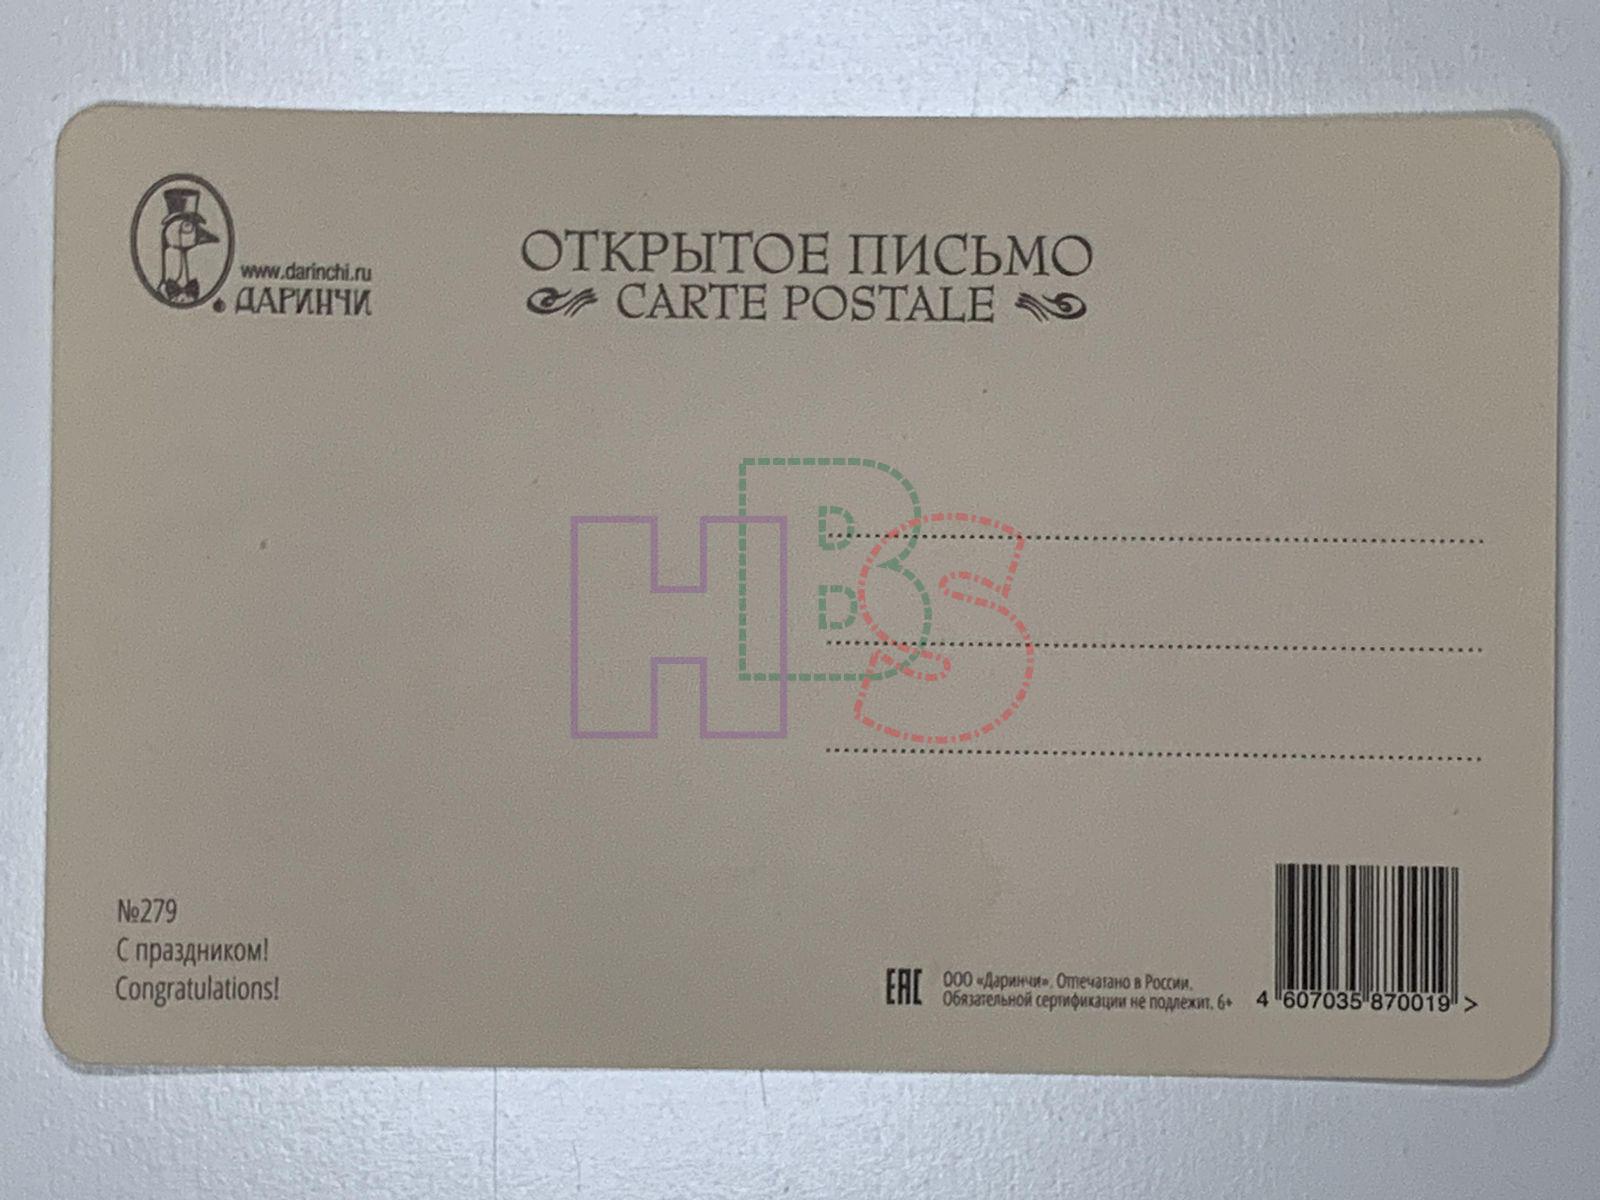 www.darinchi.ru
ДАРИНЧИ
ОТКРЫТОЕ ПИСЬМО
CARTE POSTALE
HBS
№279
С праздником!
Congratulations!
EAC
ООО «Даринчи». Отпечатано в России.
Обязательной сертификации не подлежит. 6+
4 607035 870019 >